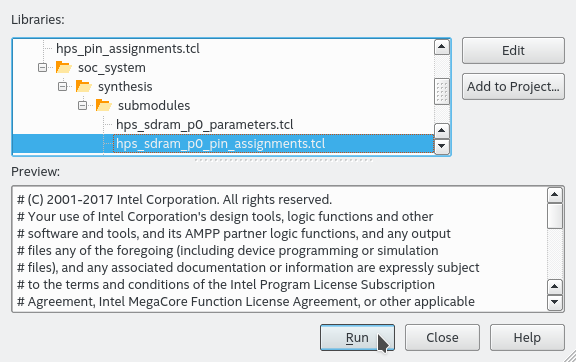 Libraries:
hps_pin_assignments.tcl
Edit
soc_system
synthesis
Add to Project...
submodules
hps_sdram_p0_parameters.tcl
hps_sdram_p0_pin_assignments.tcl
Preview:
# (C) 2001-2017 Intel Corporation. All rights reserved.
# Your use of Intel Corporation's design tools, logic functions and other
# software and tools, and its AMPP partner logic functions, and any output
# files any of the foregoing (including device programming or simulation
# files), and any associated documentation or information are expressly subject
# to the terms and conditions of the Intel Program License Subscription
# Agreement, Intel MegaCore Function License Agreement, or other applicable
Run
Close
Help